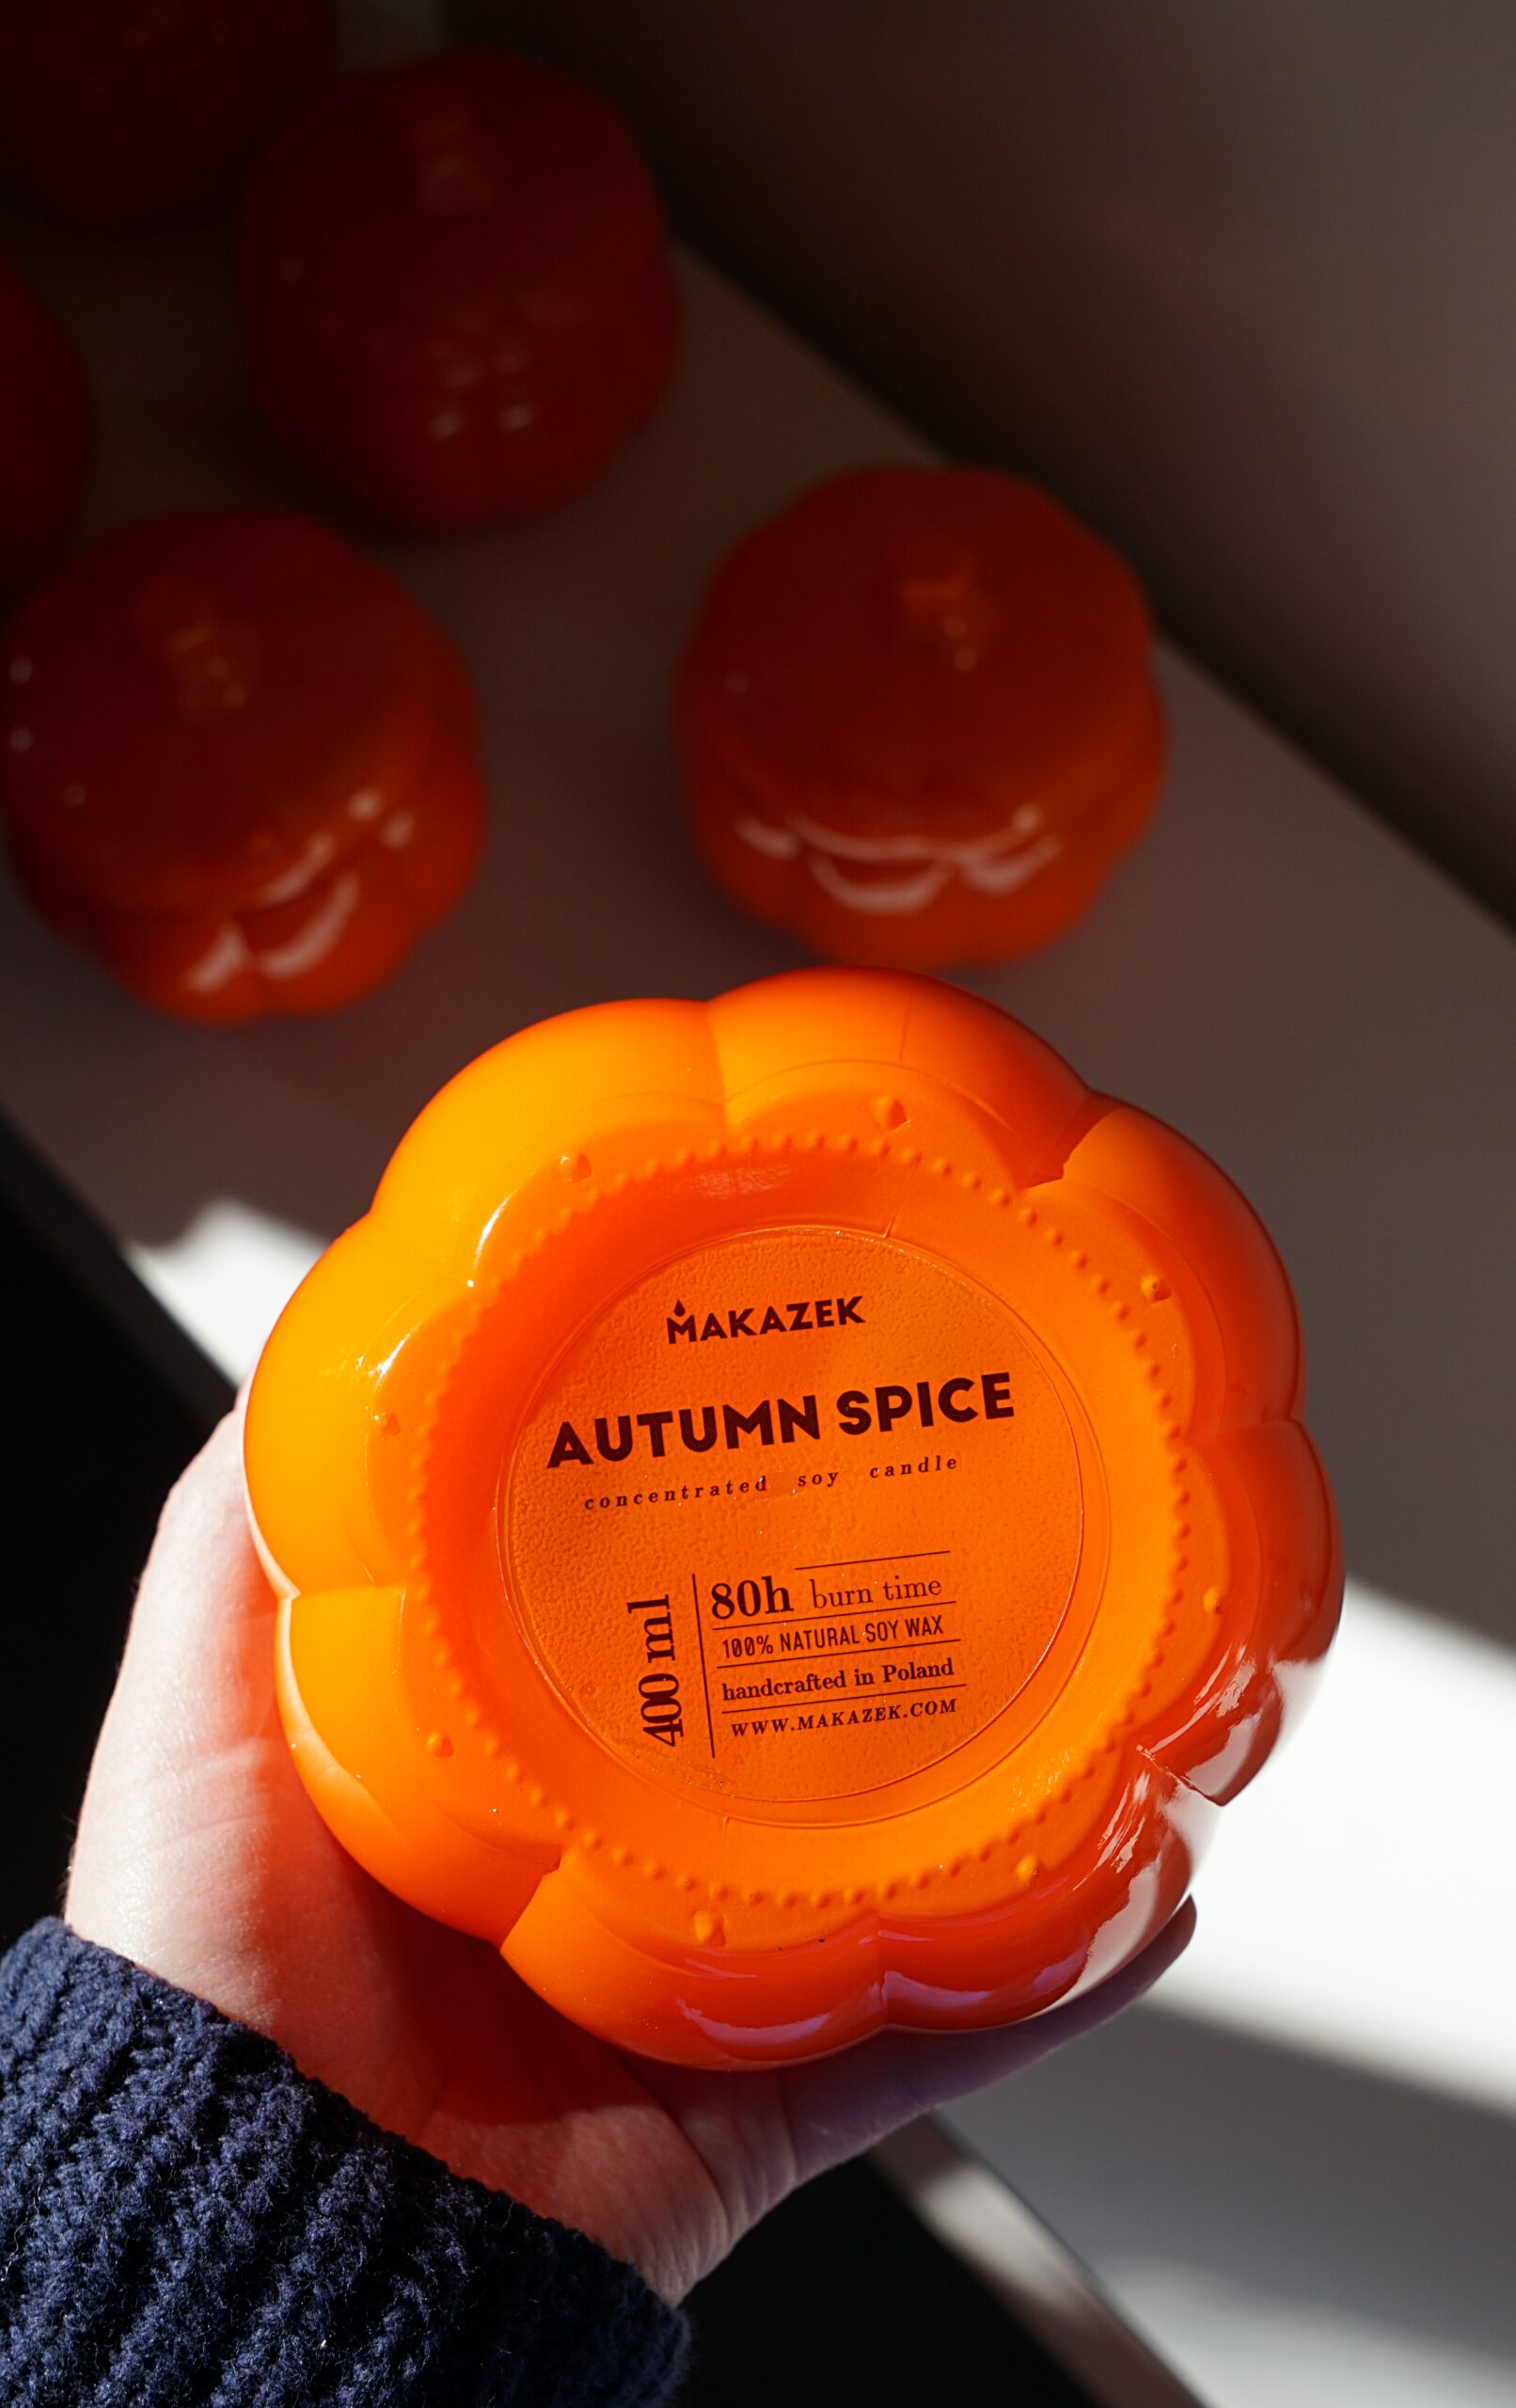 MAKAZEK
AUTUMN SPICE
concentrated soy candle
400 ml
80h burn time
100% NATURAL SOY WAX
handcrafted in Poland
WWW.MAKAZEK.COM